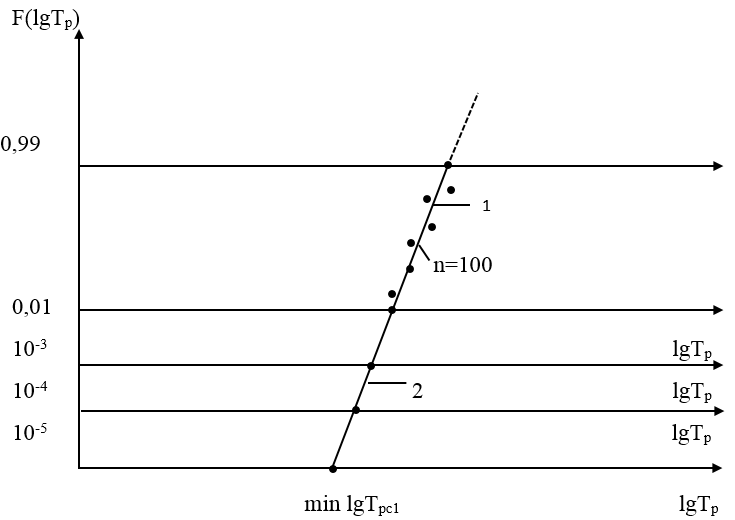 F(lgTp)
0,99
1
n=100
0,01
10-3
lgTp
10-4
2
lgTp
10-5
lgTp
min lgTpc1
lgTp